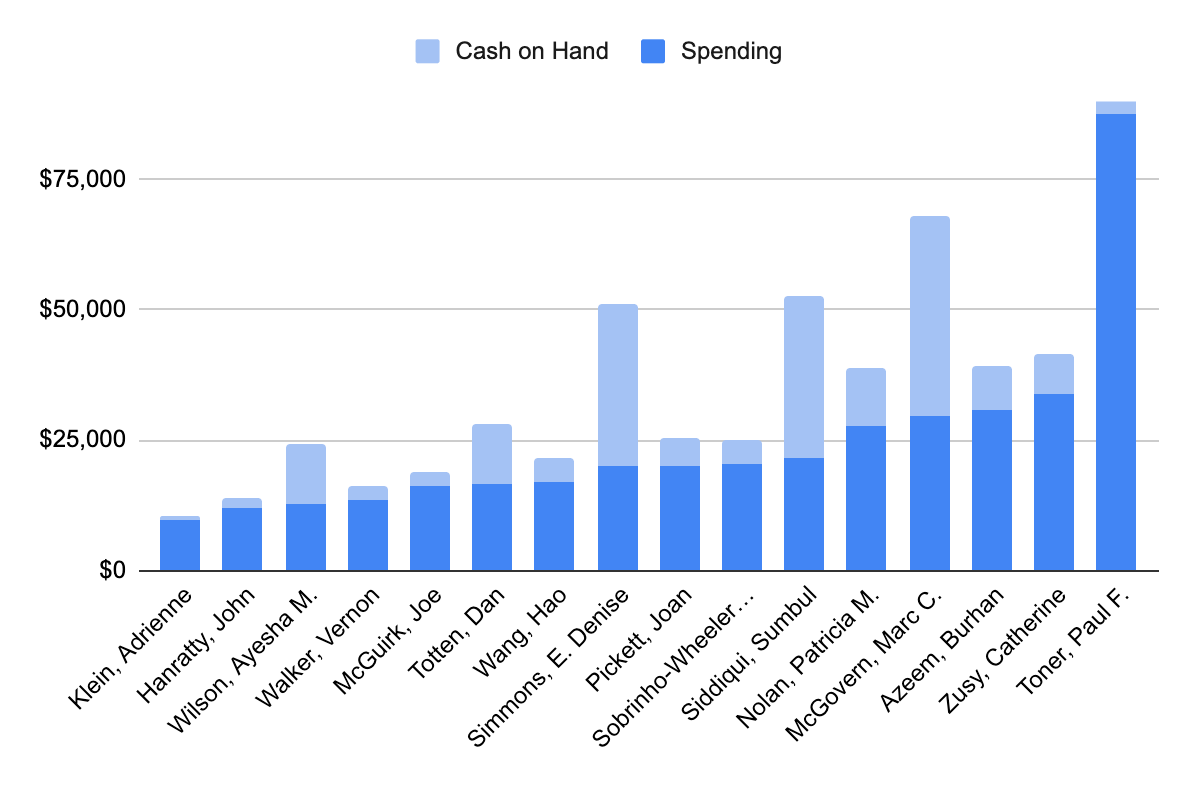 Cash on Hand
Spending
$75,000
$50,000
$25,000
$0
Klein, Adrienne
Hanratty, John
Wilson, Ayesha M.
Walker, Vernon
McGuirk, Joe
Totten, Dan
Wang, Hao
Simmons, E. Denise
Pickett, Joan
Sobrinho-Wheeler…
Siddiqui, Sumbul
Nolan, Patricia M.
McGovern, Marc C.
Azeem, Burhan
Zusy, Catherine
Toner, Paul F.